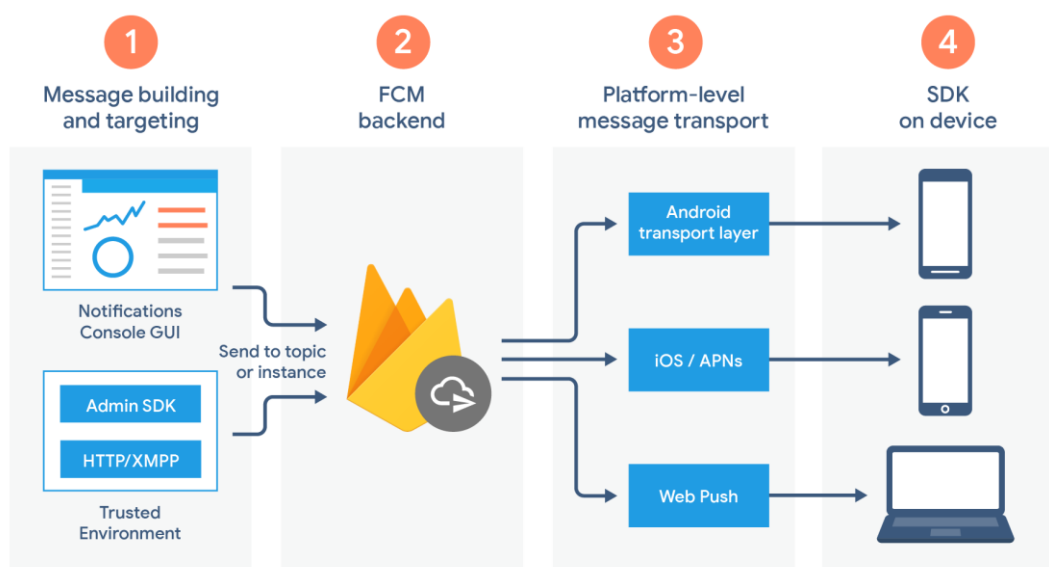 1
Message building
and targeting
2
FCM
backend
3
Platform-level
message transport
4
SDK
on device
Notifications
Console GUI
Send to topic
or instance
Admin SDK
HTTP/XMPP
Trusted
Environment
Android
transport layer
iOS / APNs
Web Push